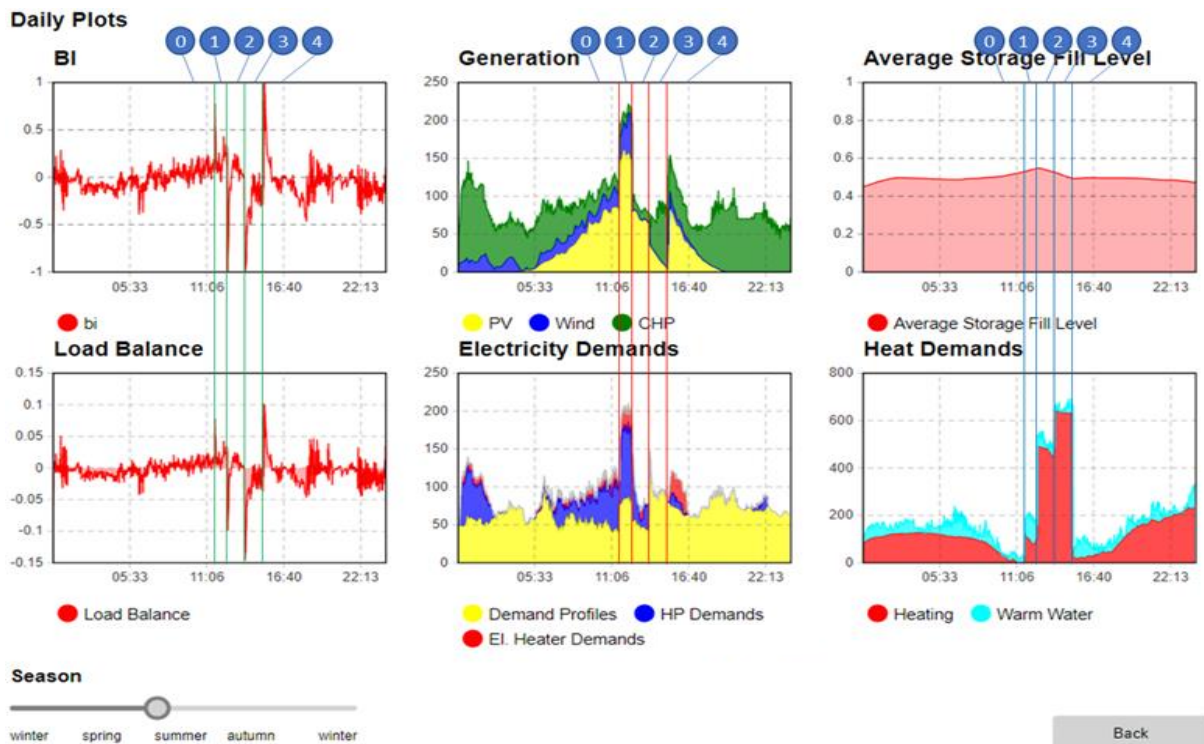 Daily Plots
0 1 2 3 4
0 1 2 3 4
0 1 2 3 4
BI
Generation
Average Storage Fill Level
1
0.5
0
-0.5
-1
05:33 11:06 16:40 22:13
bi
250
200
150
100
50
0
05:33 11:06 16:40 22:13
PV Wind CHP
1
0.8
0.6
0.4
0.2
0
05:33 11:06 16:40 22:13
Average Storage Fill Level
Load Balance
0.15
0.1
0.05
0
-0.05
-0.1
-0.15
05:33 11:06 16:40 22:13
Load Balance
Electricity Demands
250
200
150
100
50
0
05:33 11:06 16:40 22:13
Demand Profiles HP Demands
El. Heater Demands
Heat Demands
800
600
400
200
0
05:33 11:06 16:40 22:13
Heating Warm Water
Season
winter spring summer autumn winter
Back